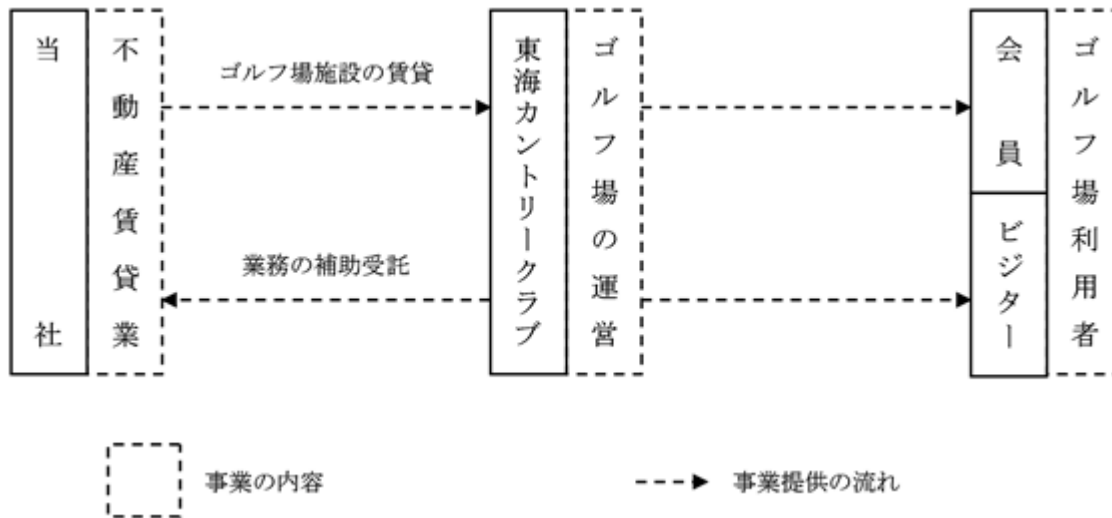 当社
不動産賃貸業
ゴルフ場施設の賃貸
業務の補助受託
東海カントリークラブ
ゴルフ場の運営
会員
ビジター
ゴルフ場利用者
事業の内容
事業提供の流れ